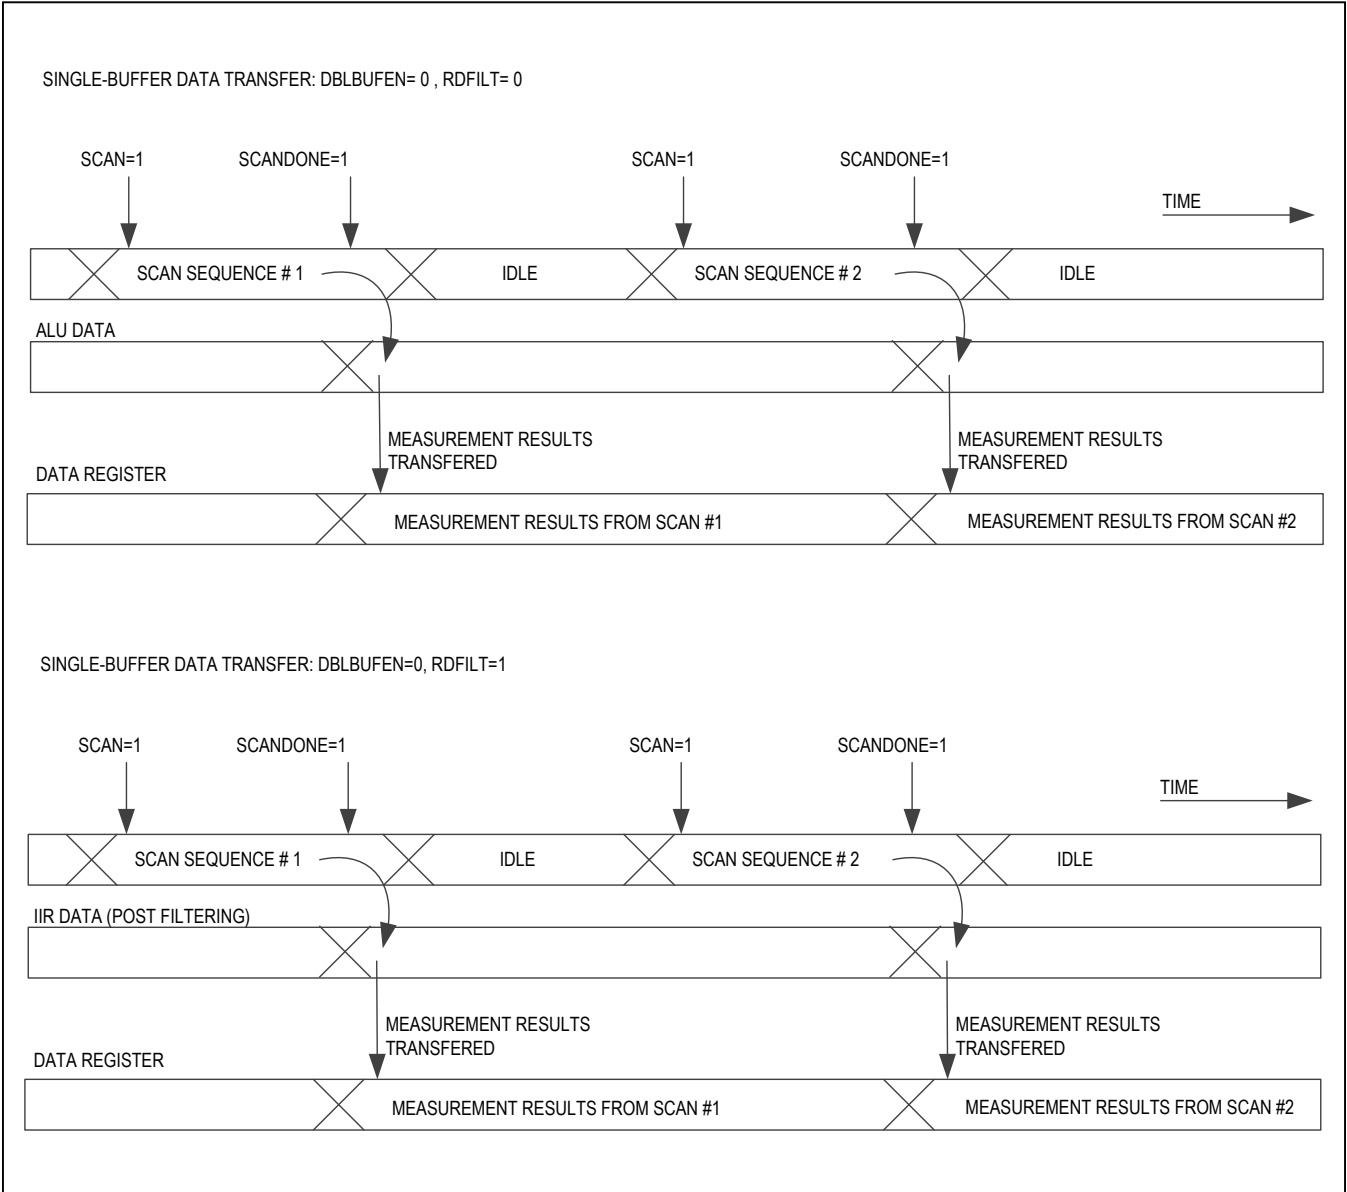 SINGLE-BUFFER DATA TRANSFER: DBLBUFEN= 0 , RDFILT= 0
SCAN=1 SCANDONE=1 SCAN=1 SCANDONE=1
TIME
SCAN SEQUENCE # 1 IDLE SCAN SEQUENCE # 2 IDLE
ALU DATA
MEASUREMENT RESULTS MEASUREMENT RESULTS
TRANSFERED TRANSFERED
DATA REGISTER
MEASUREMENT RESULTS FROM SCAN #1 MEASUREMENT RESULTS FROM SCAN #2
SINGLE-BUFFER DATA TRANSFER: DBLBUFEN=0, RDFILT=1
SCAN=1 SCANDONE=1 SCAN=1 SCANDONE=1
TIME
SCAN SEQUENCE # 1 IDLE SCAN SEQUENCE # 2 IDLE
IIR DATA (POST FILTERING)
MEASUREMENT RESULTS MEASUREMENT RESULTS
TRANSFERED TRANSFERED
DATA REGISTER
MEASUREMENT RESULTS FROM SCAN #1 MEASUREMENT RESULTS FROM SCAN #2